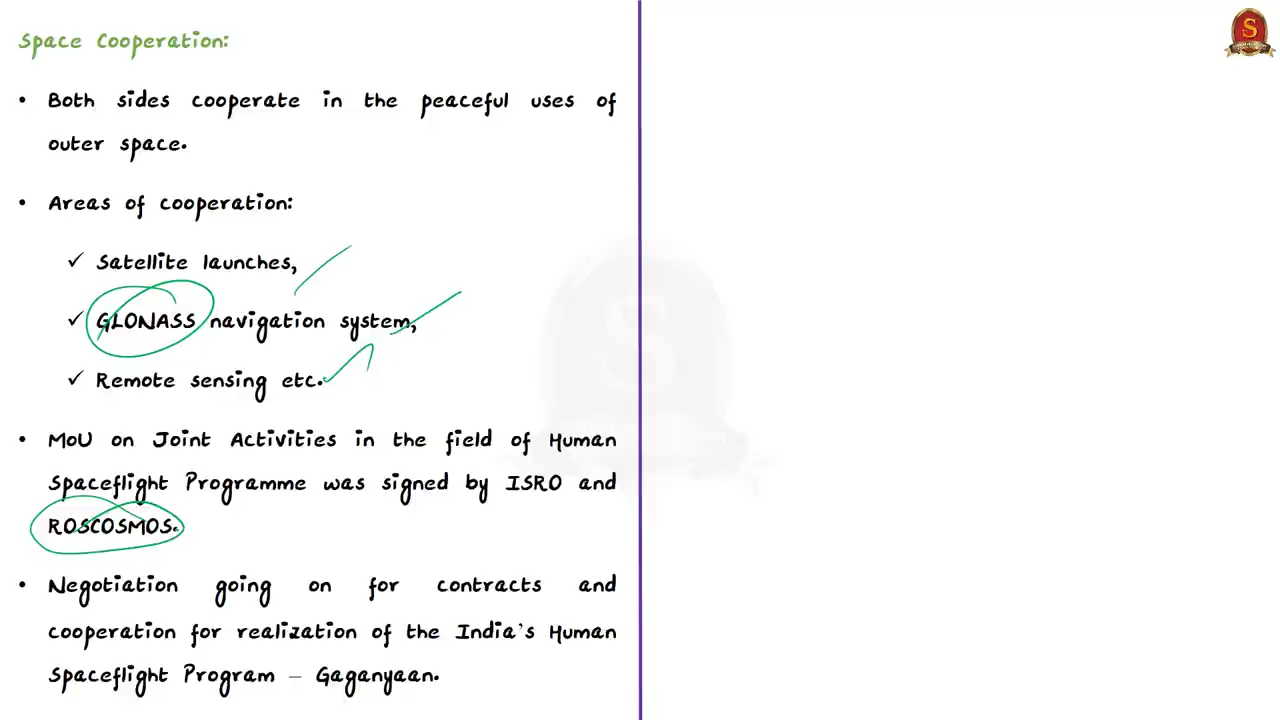 Space Cooperation:
• Both sides cooperate in the peaceful uses of
outer space.
• Areas of cooperation:
✓ Satellite launches,
✓ GLONASS navigation system,
✓ Remote sensing etc.
• MoU on Joint Activities in the field of Human
Spaceflight Programme was signed by ISRO and
ROSCOSMOS.
• Negotiation going on for contracts and
cooperation for realization of the India's Human
Spaceflight Program – Gaganyaan.
S